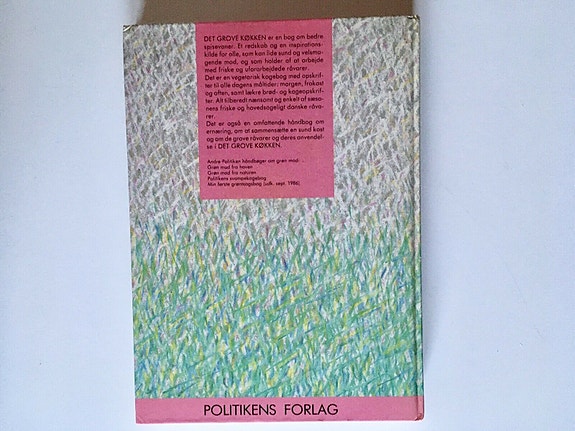 DET GROVE KØKKEN er en bog om bedre
spisevaner. Et redskab og en inspirations-
kilde for alle, som kan lide sund og velsma-
gende mad, og som holder af at arbejde
med friske og uforarbejdede råvarer.
Det er en vegetarisk kogebog med opskrif-
ter til alle dagens måltider: morgen, frokost
og aften, samt lækre brød- og kageopskrif-
ter. Alt tilberedt nænsomt og enkelt af sæso-
nens friske og hovedsageligt danske råva-
rer.
Det er også en omfattende håndbog om
ernæring, om at sammensætte en sund kost
og om de grove råvarer og deres anvendel-
se i DET GROVE KØKKEN.
Andre Politiken håndbøger om grøn mad:
Grøn mad fra haven
Grøn mad fra naturen
Politikens svampekogebog
Min første grøntsagsbog (udk. sept. 1986)
POLITIKENS FORLAG